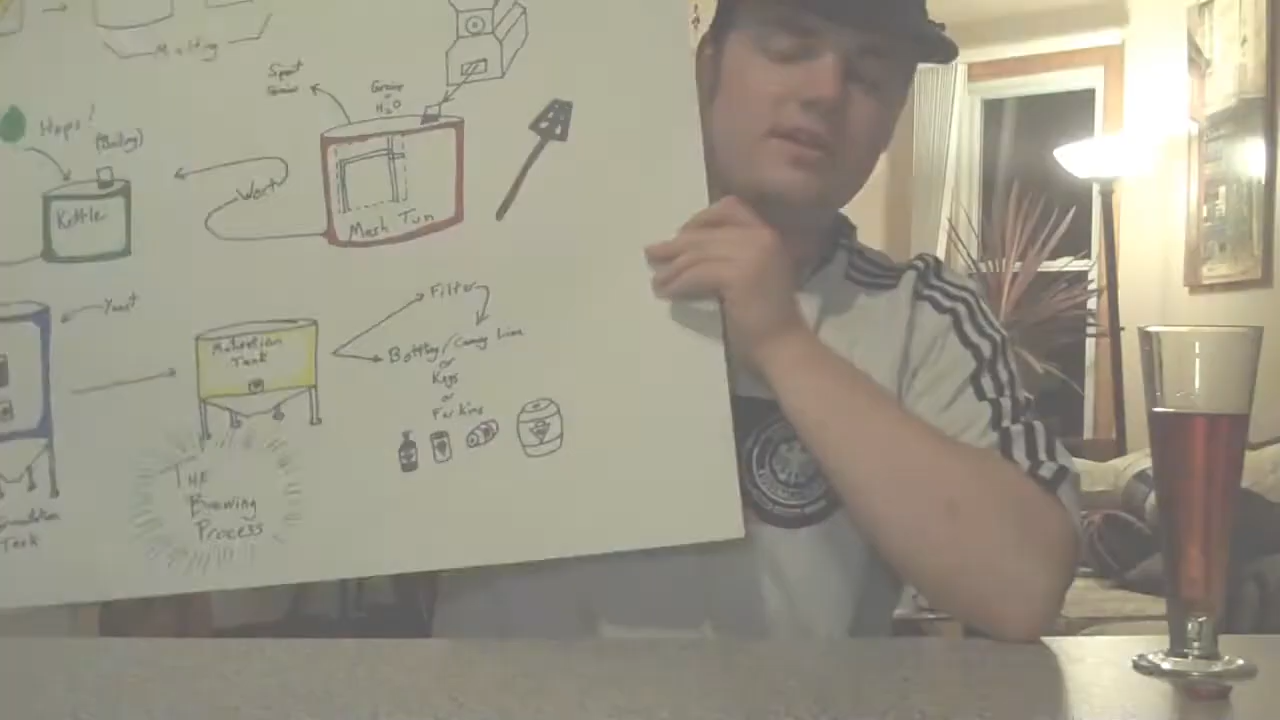 Malting
Spent
Grain
Grain
+
H2O
Hops!
(Boiling)
Kettle
Wort
Mash Tun
Yeast
Filter
Maturation
Tank
Bottling/Canning Line
or
Kegs
or
Firkins
THE
Brewing
Process
Tank